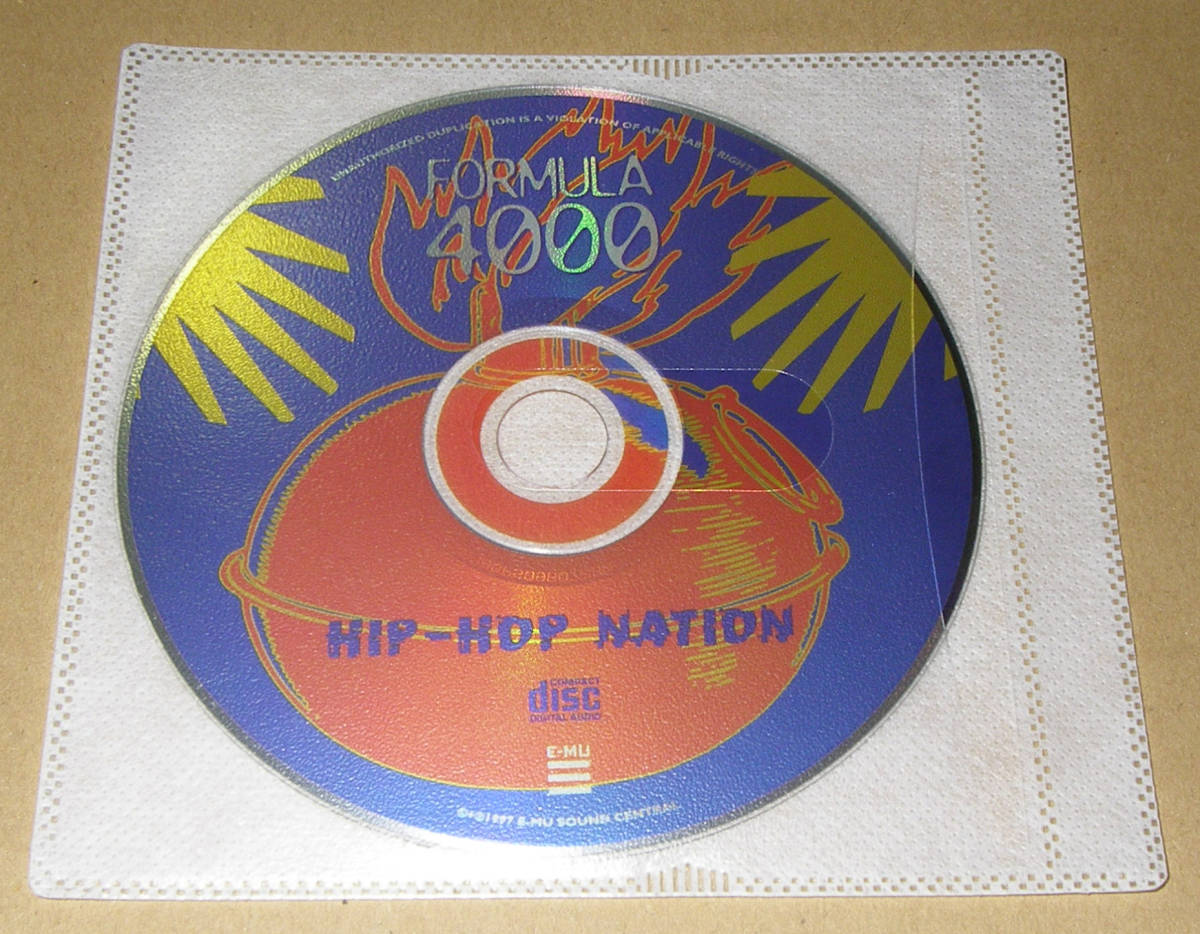 UNAUTHORIZED DUPLICATION IS A VIOLATION OF APPLICABLE RIGHTS
FORMULA
4000
HIP-HOP NATION
COMPACT
disc
DIGITAL AUDIO
E-MU
©+℗1997 E-MU SOUND CENTRAL